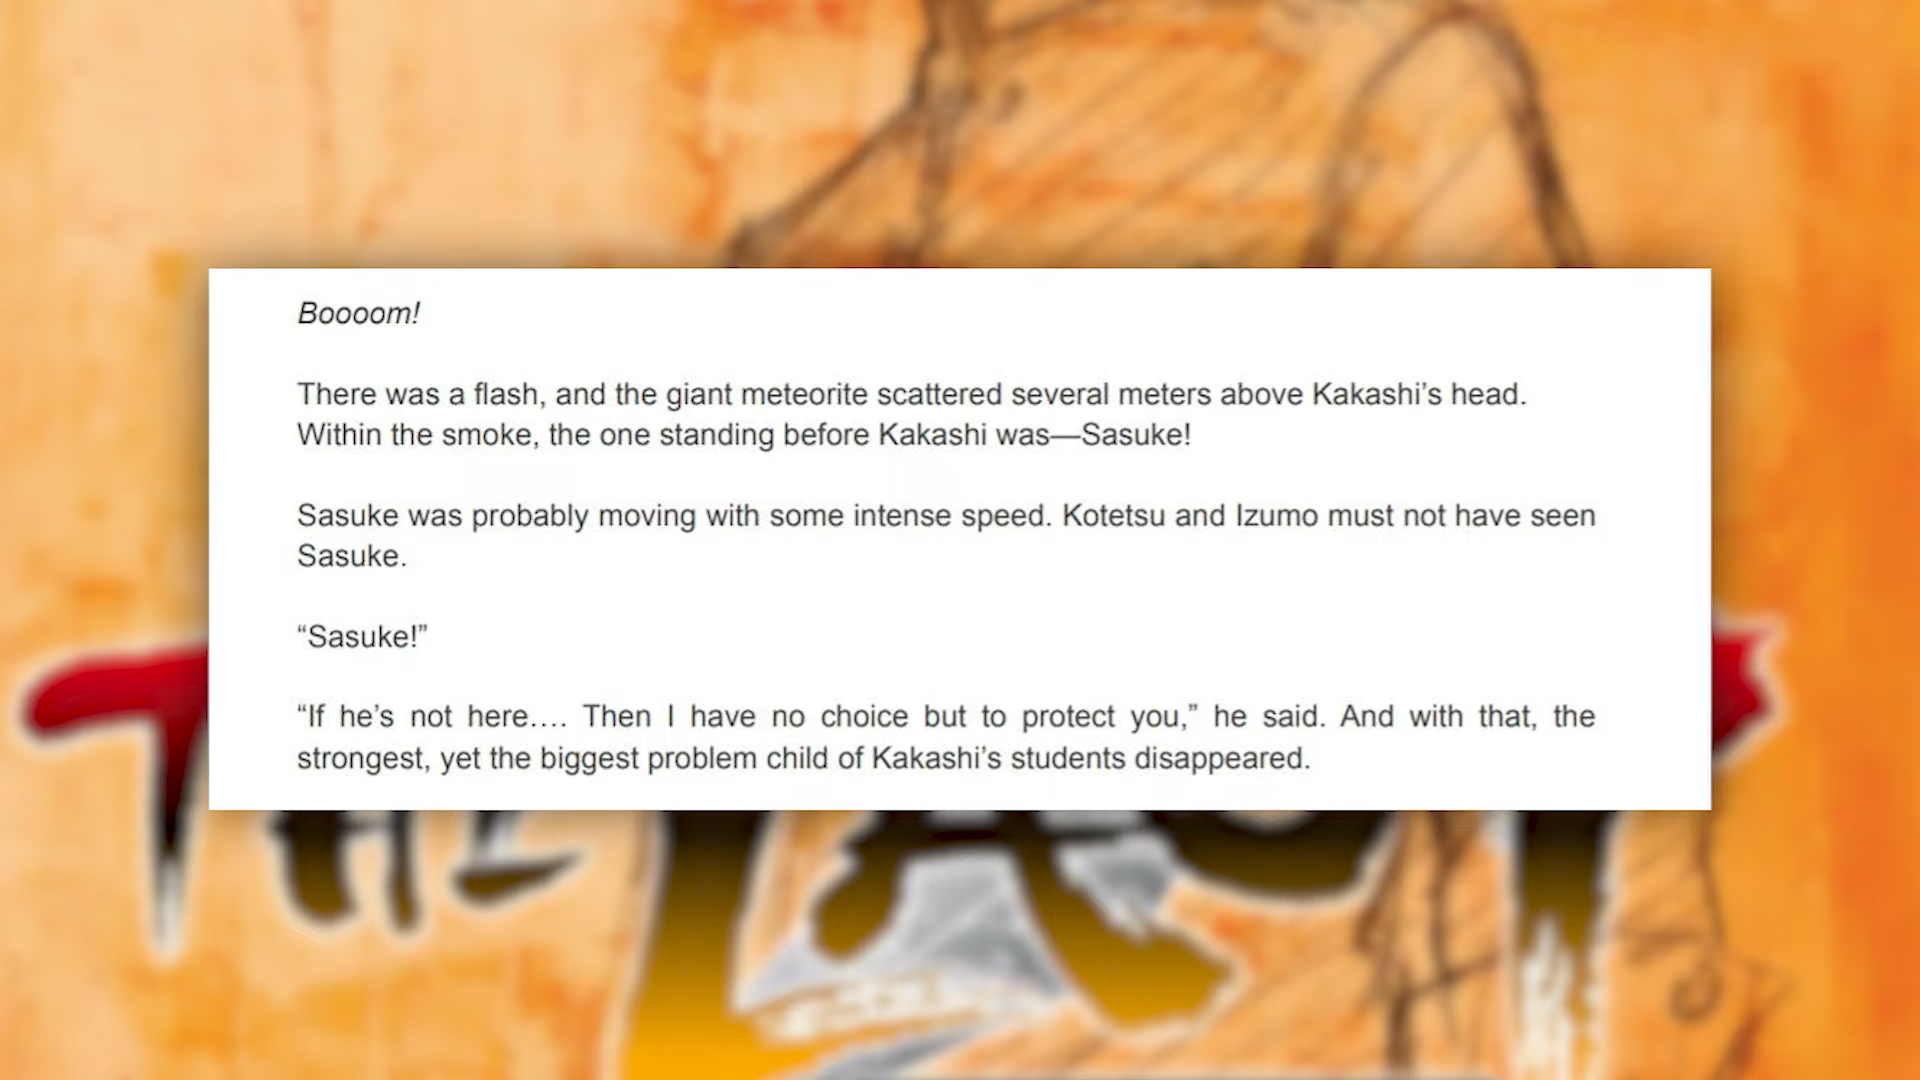 Boooom!
There was a flash, and the giant meteorite scattered several meters above Kakashi’s head.
Within the smoke, the one standing before Kakashi was—Sasuke!
Sasuke was probably moving with some intense speed. Kotetsu and Izumo must not have seen
Sasuke.
“Sasuke!”
“If he’s not here…. Then I have no choice but to protect you,” he said. And with that, the
strongest, yet the biggest problem child of Kakashi’s students disappeared.
THE